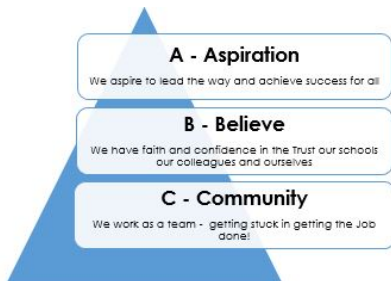 A - Aspiration
We aspire to lead the way and achieve success for all
B - Believe
We have faith and confidence in the Trust our schools
our colleagues and ourselves
C - Community
We work as a team - getting stuck in getting the Job
done!